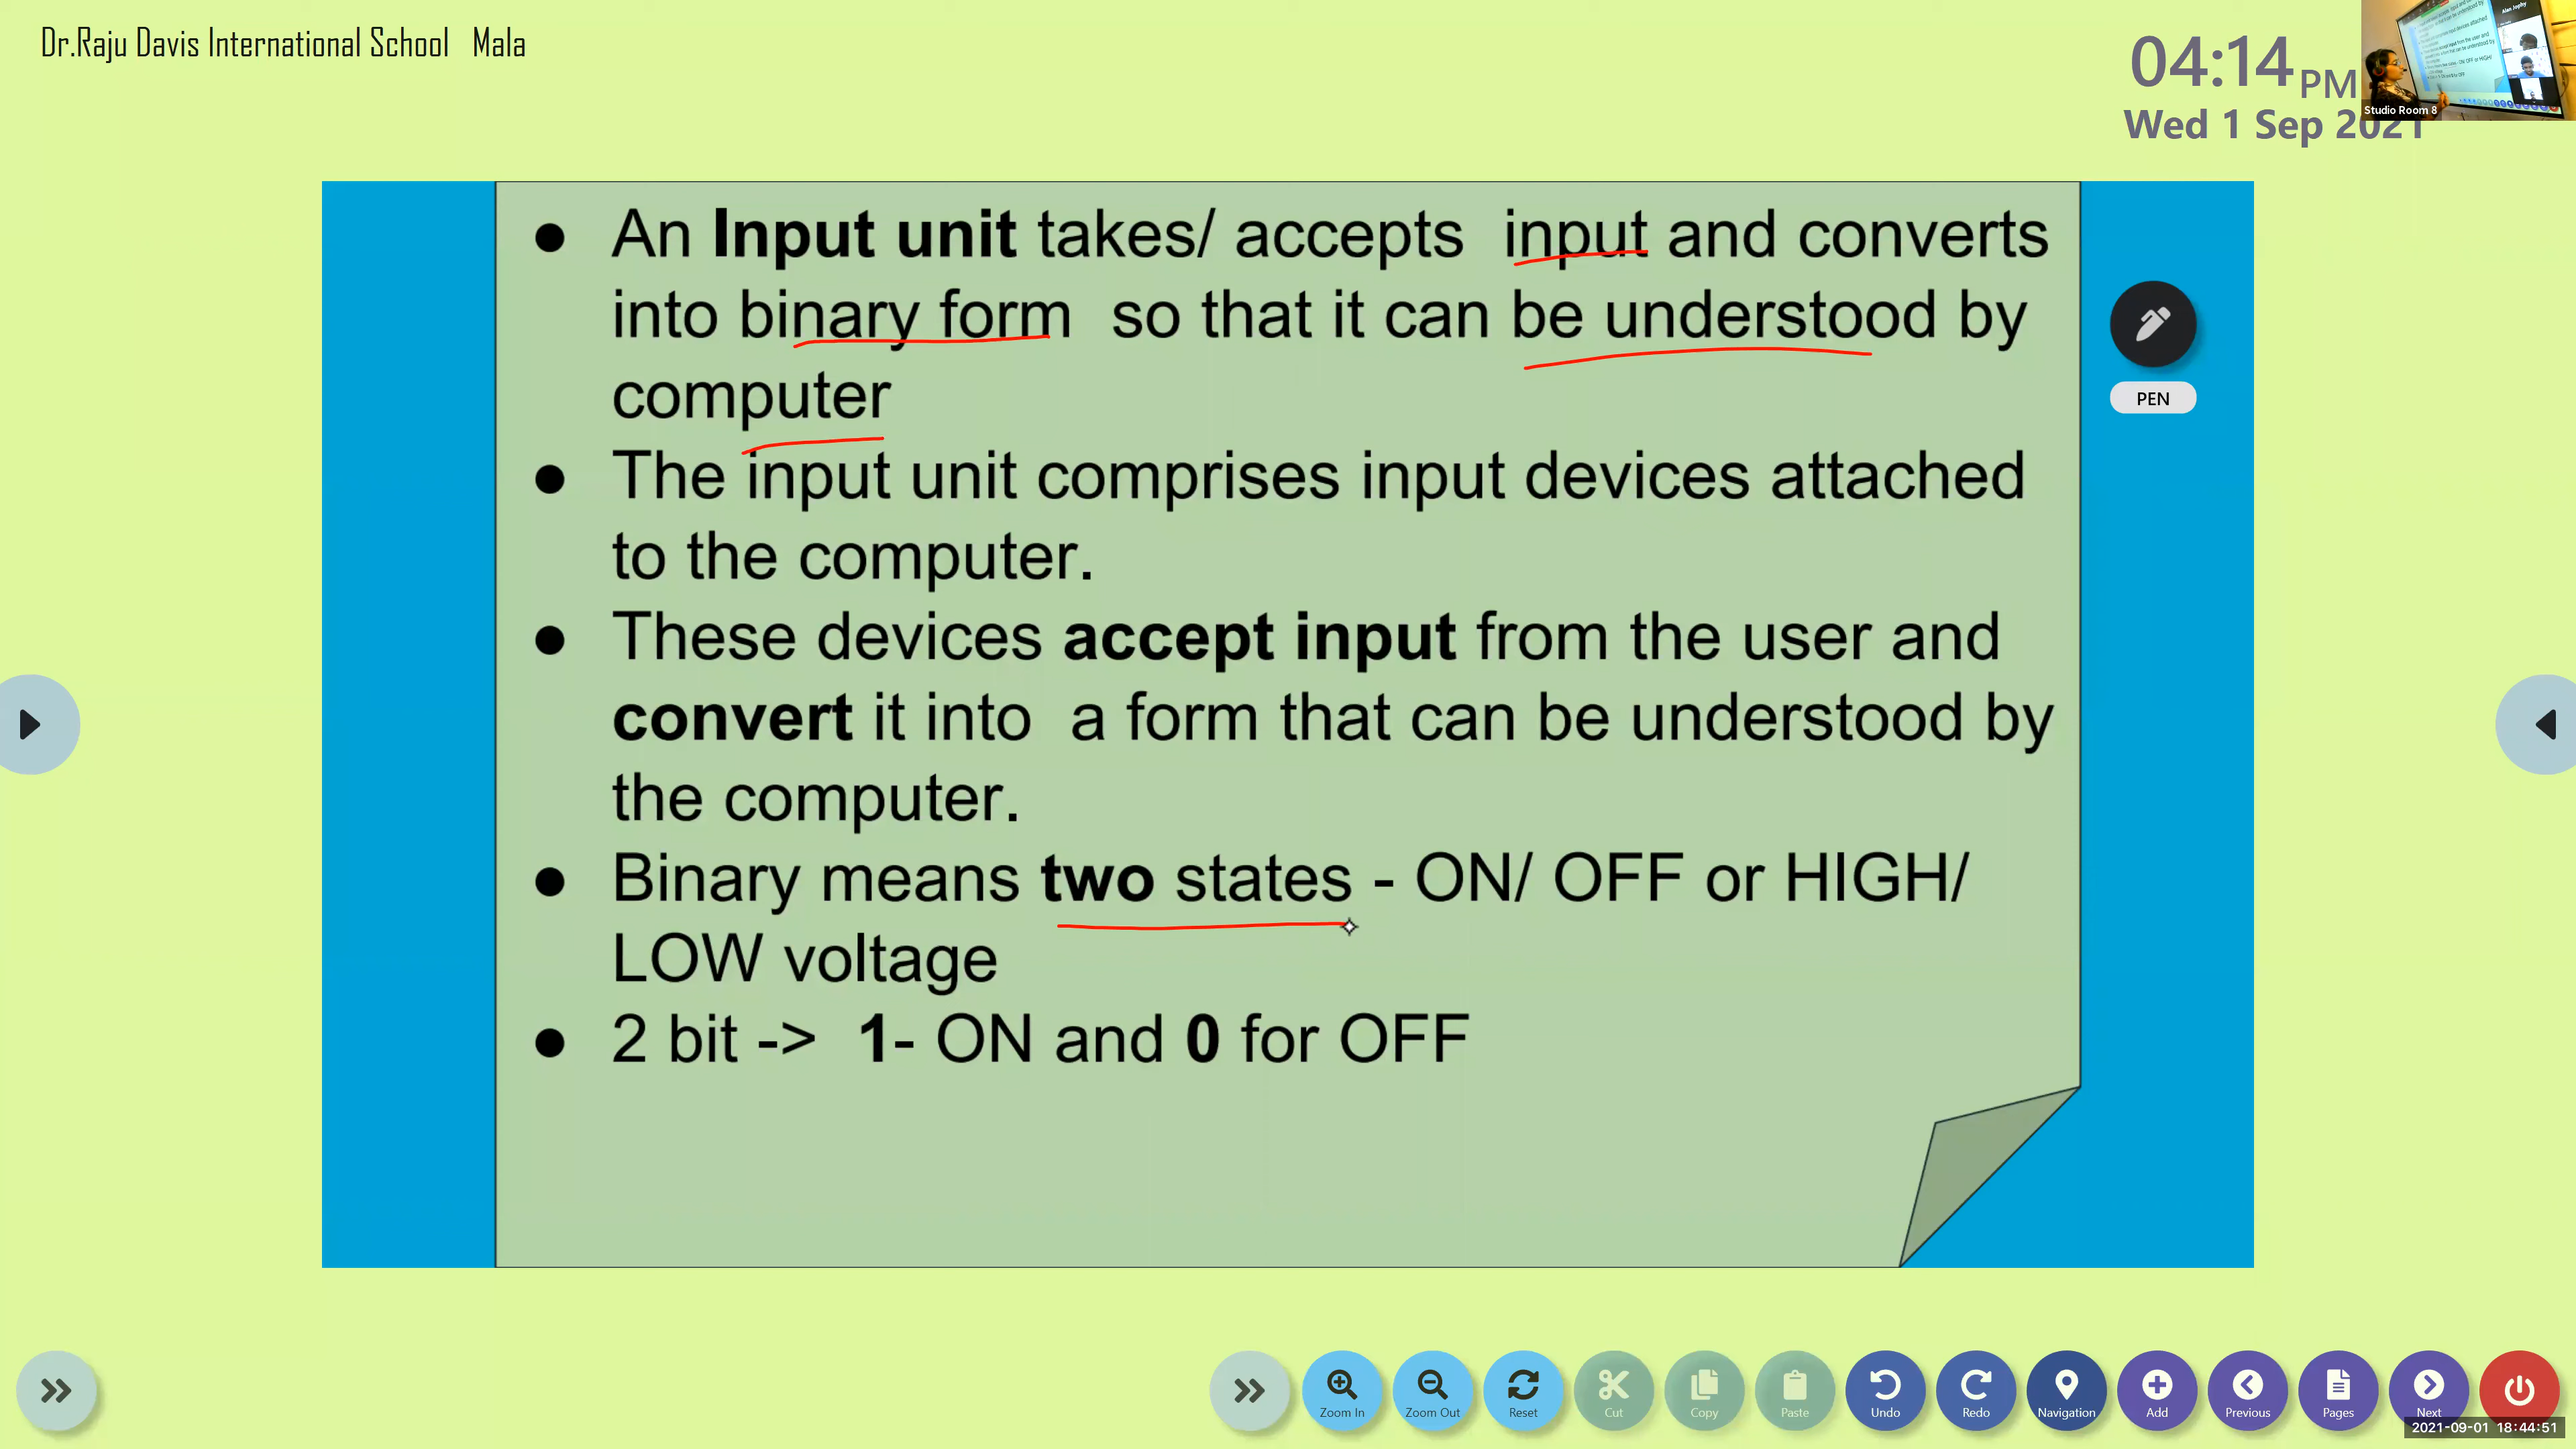 Dr.Raju Davis International School Mala
04:14 PM
Wed 1 Sep 2021
Studio Room 8
● An Input unit takes/ accepts input and converts
into binary form so that it can be understood by
computer
● The input unit comprises input devices attached
to the computer.
● These devices accept input from the user and
convert it into a form that can be understood by
the computer.
● Binary means two states - ON/ OFF or HIGH/
LOW voltage
● 2 bit -> 1- ON and 0 for OFF
PEN
Zoom In Zoom Out Reset Cut Copy Paste Undo Redo Navigation Add Previous Pages Next
2021-09-01 18:44:51